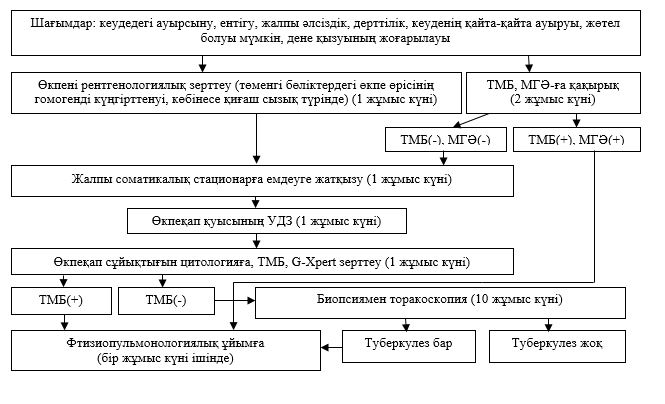 Шағымдар: кеудедегі ауырсыну, ентігу, жалпы әлсіздік, дерттілік, кеуденің қайта-қайта ауыруы, жөтел
болуы мүмкін, дене қызуының жоғарылауы
Өкпені рентгенологиялық зерттеу (төменгі бөліктердегі өкпе өрісінің
гомогенді күңгірттенуі, көбінесе қиғаш сызық түрінде) (1 жұмыс күні)
ТМБ, МГӘ-ға қақырық
(2 жұмыс күні)
ТМБ(-), МГӘ(-)
ТМБ(+), МГӘ(+)
Жалпы соматикалық стационарға емдеуге жатқызу (1 жұмыс күні)
Өкпеқап қуысының УДЗ (1 жұмыс күні)
Өкпеқап сұйықтығын цитологияға, ТМБ, G-Xpert зерттеу (1 жұмыс күні)
ТМБ(+)
ТМБ(-)
Биопсиямен торакоскопия (10 жұмыс күні)
Фтизиопульмонологиялық ұйымға
(бір жұмыс күні ішінде)
Туберкулез бар
Туберкулез жоқ